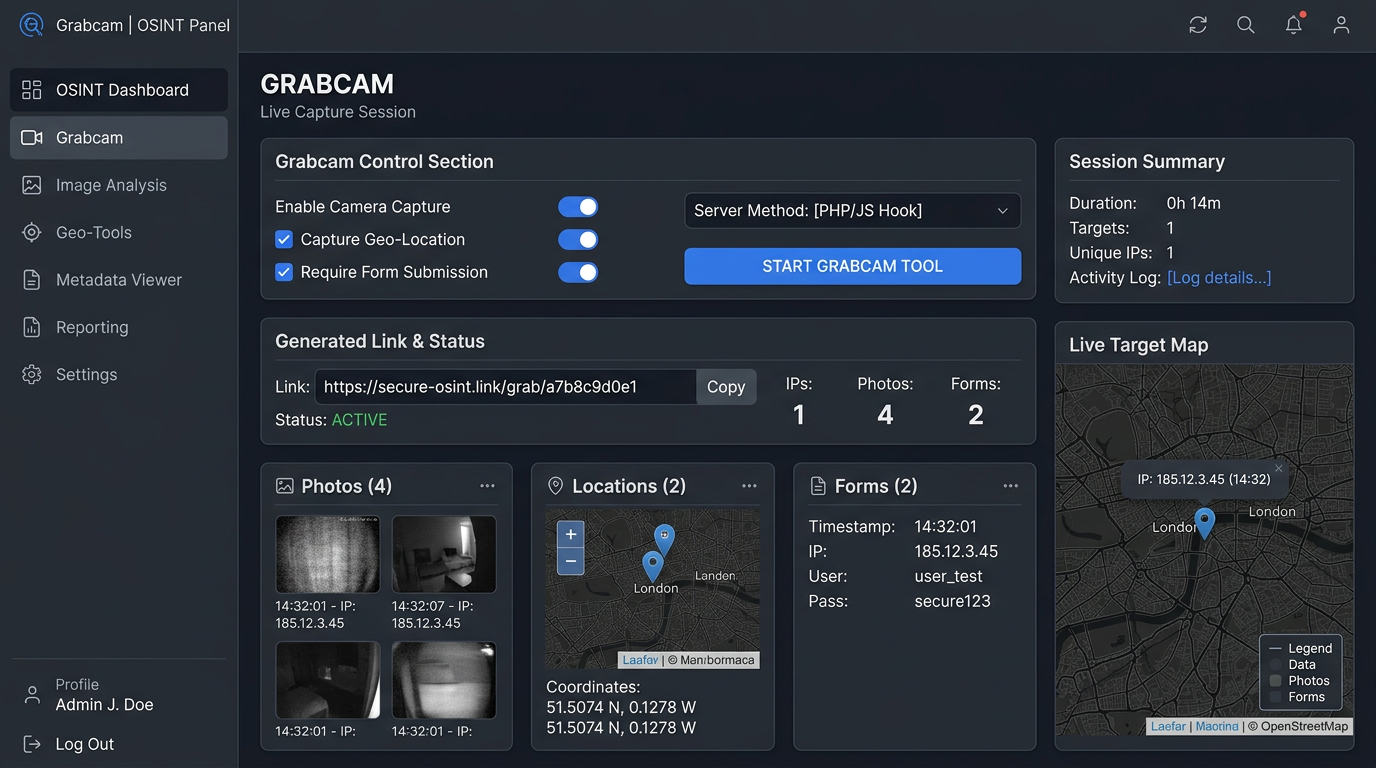 Grabcam | OSINT Panel
OSINT Dashboard
Grabcam
Image Analysis
Geo-Tools
Metadata Viewer
Reporting
Settings
Profile
Admin J. Doe
Log Out
GRABCAM
Live Capture Session
Grabcam Control Section
Enable Camera Capture
Capture Geo-Location
Require Form Submission
Server Method: [PHP/JS Hook]
START GRABCAM TOOL
Session Summary
Duration: 0h 14m
Targets: 1
Unique IPs: 1
Activity Log: [Log details...]
Generated Link & Status
Link: https://secure-osint.link/grab/a7b8c9d0e1 Copy
Status: ACTIVE
IPs: Photos: Forms:
1 4 2
Photos (4)
14:32:01 - IP:
185.12.3.45
14:32:07 - IP:
185.12.3.45
14:32:01 - IP:
14:32:01 - IP:
Locations (2)
+
−
London
Landen
Laafav | © Manıbormaca
Coordinates:
51.5074 N, 0.1278 W
51.5074 N, 0.1278 W
Forms (2)
Timestamp: 14:32:01
IP: 185.12.3.45
User: user_test
Pass: secure123
Live Target Map
IP: 185.12.3.45 (14:32)
Londor
London
Legend
Data
Photos
Forms
Laefar | Maorina | © OpenStreetMap